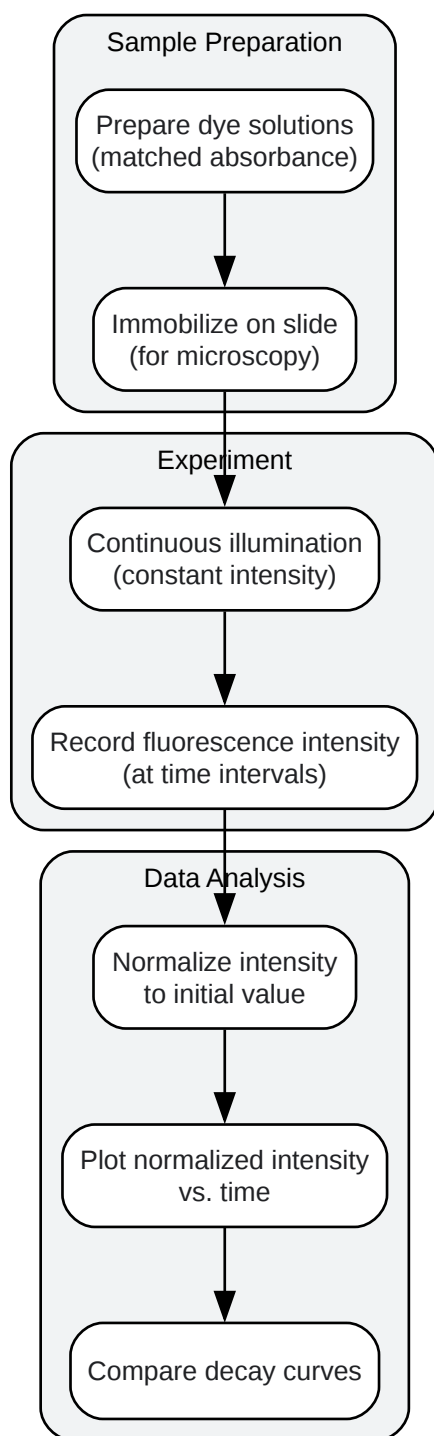 Sample Preparation
Prepare dye solutions
(matched absorbance)
Immobilize on slide
(for microscopy)
Experiment
Continuous illumination
(constant intensity)
Record fluorescence intensity
(at time intervals)
Data Analysis
Normalize intensity
to initial value
Plot normalized intensity
vs. time
Compare decay curves